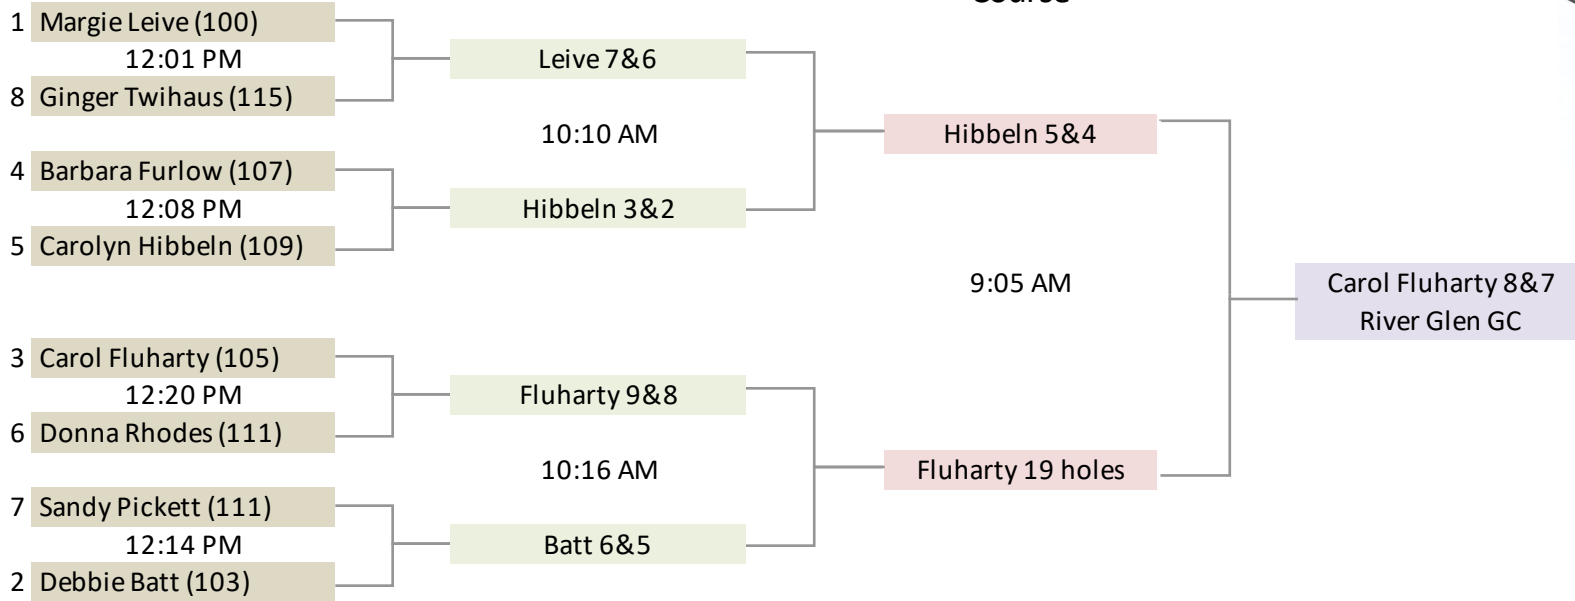 Course
1 Margie Leive (100)
12:01 PM
8 Ginger Twihaus (115)
4 Barbara Furlow (107)
12:08 PM
5 Carolyn Hibbeln (109)
3 Carol Fluharty (105)
12:20 PM
6 Donna Rhodes (111)
7 Sandy Pickett (111)
12:14 PM
2 Debbie Batt (103)
Leive 7&6
10:10 AM
Hibbeln 3&2
Fluharty 9&8
10:16 AM
Batt 6&5
Hibbeln 5&4
9:05 AM
Fluharty 19 holes
Carol Fluharty 8&7
River Glen GC